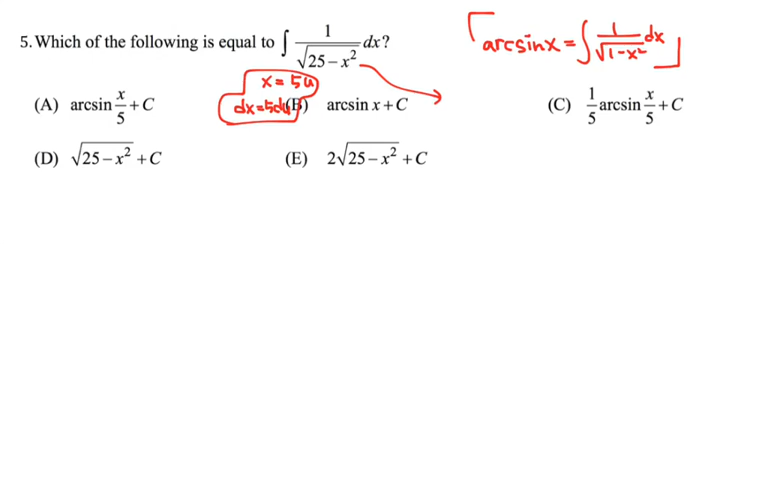 5. Which of the following is equal to ∫ 1/√(25 − x²) dx?
「arcsinx = ∫ 1/√(1-x²) dx」
x = 5u
dx=5du
(A) arcsin x/5 + C
(B) arcsin x + C
(C) 1/5 arcsin x/5 + C
(D) √(25 − x²) + C
(E) 2√(25 − x²) + C